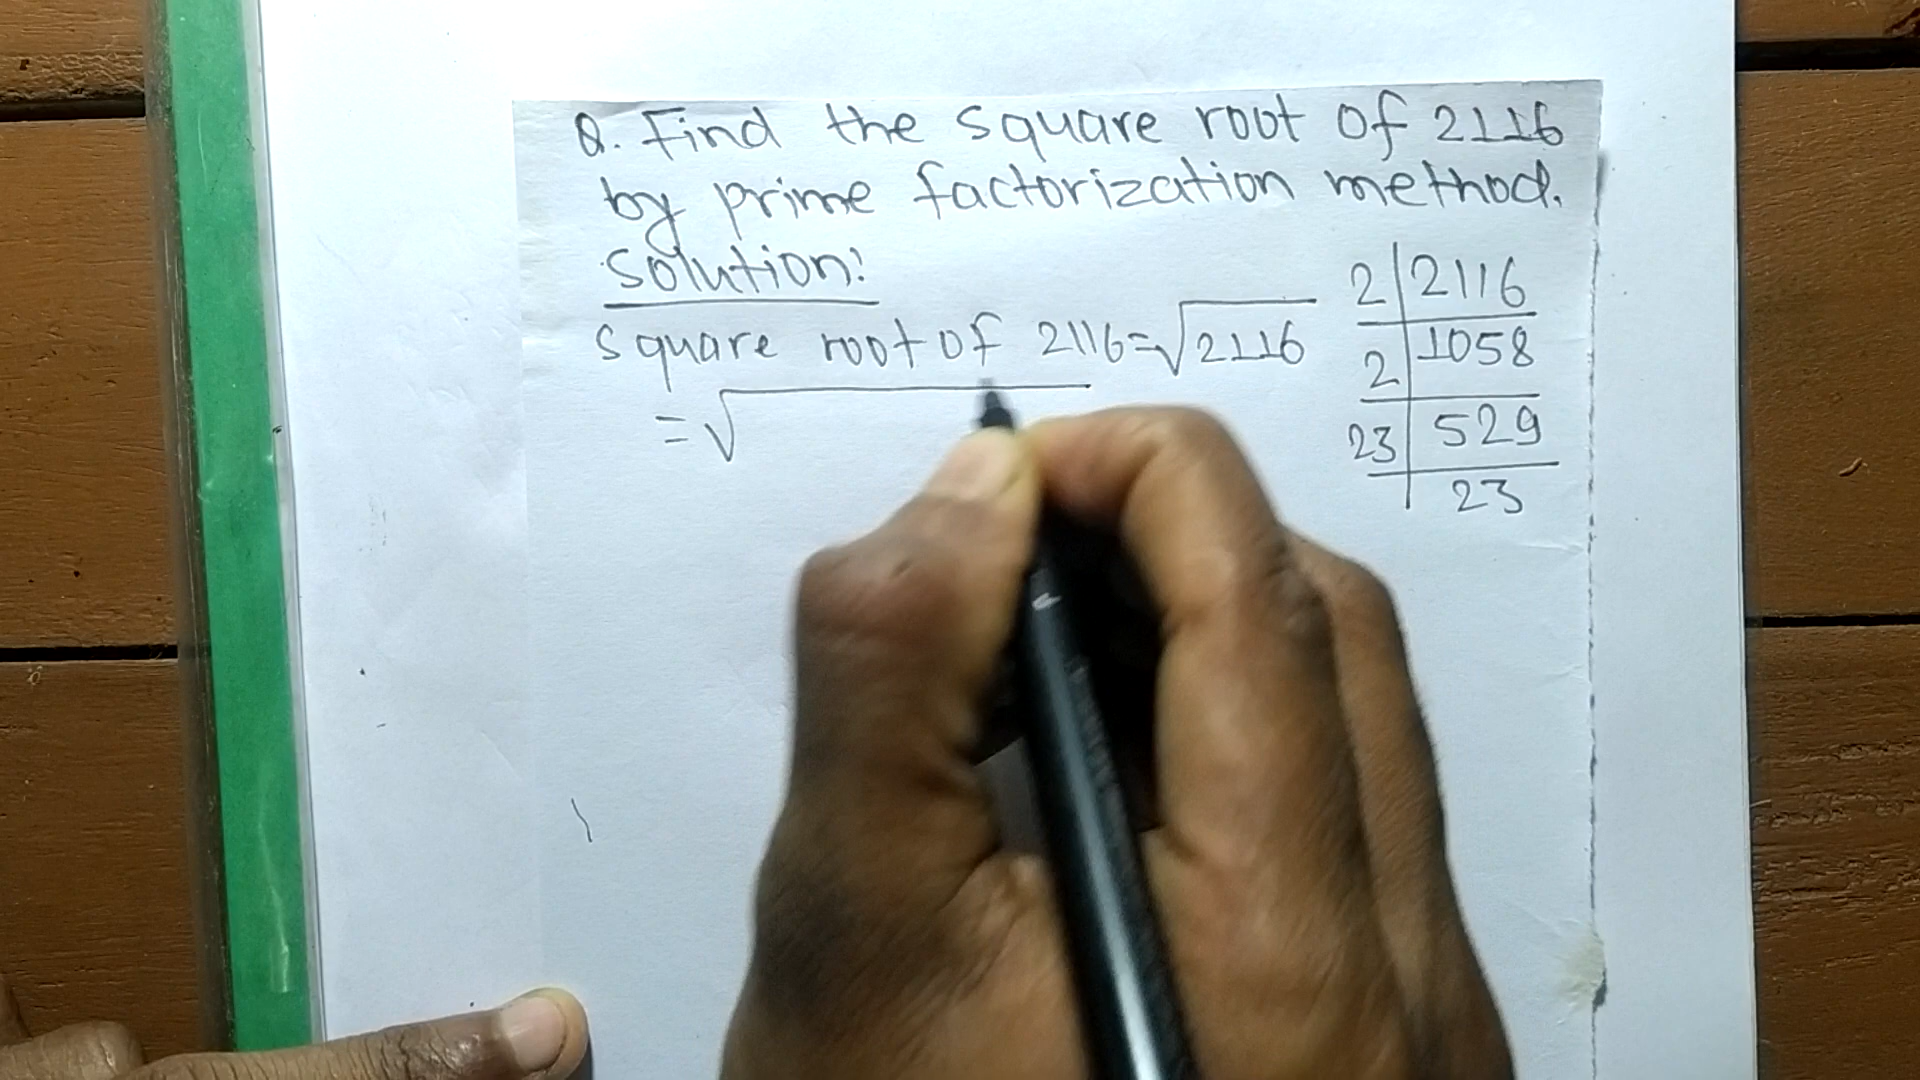 Q. Find the square root of 2116
by prime factorization method.
Solution:
Square root of 2116=√2116
=√
2 | 2116
2 | 1058
23 | 529
23